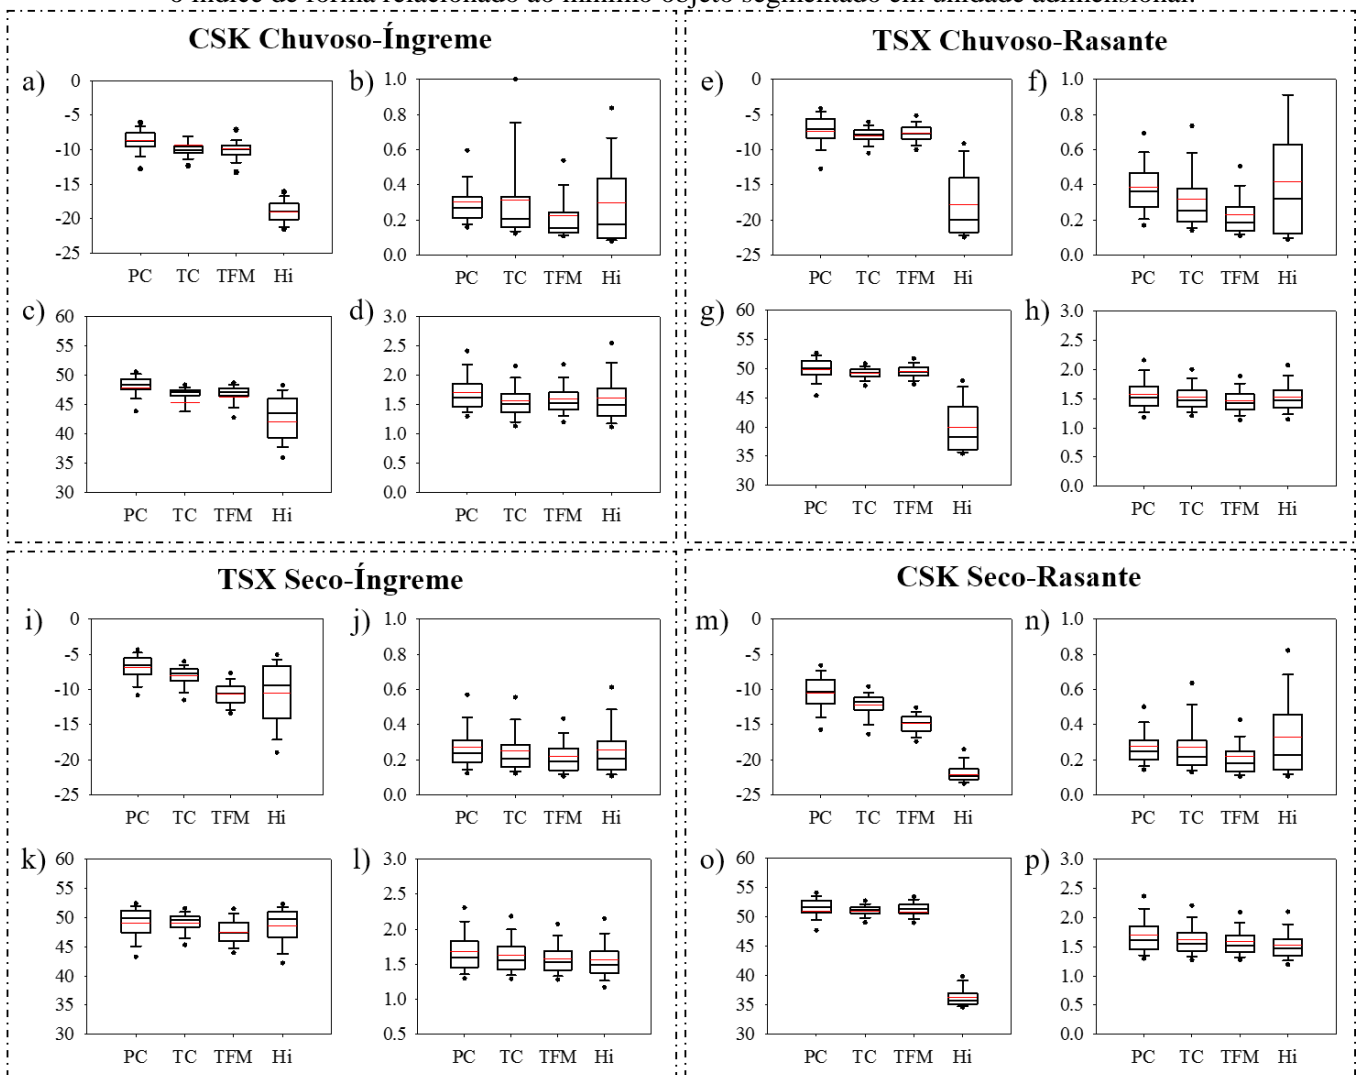 o índice de forma relacionado ao mínimo objeto segmentado em unidade adimensional.
CSK Chuvoso-Íngreme
a)
0
-5
-10
-15
-20
-25
PC TC TFM Hi
b)
1.0
0.8
0.6
0.4
0.2
0.0
PC TC TFM Hi
c)
60
55
50
45
40
35
30
PC TC TFM Hi
d)
3.0
2.5
2.0
1.5
1.0
0.5
0.0
PC TC TFM Hi
TSX Chuvoso-Rasante
e)
0
-5
-10
-15
-20
-25
PC TC TFM Hi
f)
1.0
0.8
0.6
0.4
0.2
0.0
PC TC TFM Hi
g)
60
55
50
45
40
35
30
PC TC TFM Hi
h)
3.0
2.5
2.0
1.5
1.0
0.5
0.0
PC TC TFM Hi
TSX Seco-Íngreme
i)
0
-5
-10
-15
-20
-25
PC TC TFM Hi
j)
1.0
0.8
0.6
0.4
0.2
0.0
PC TC TFM Hi
k)
60
55
50
45
40
35
30
PC TC TFM Hi
l)
3.0
2.5
2.0
1.5
1.0
0.5
PC TC TFM Hi
CSK Seco-Rasante
m)
0
-5
-10
-15
-20
-25
PC TC TFM Hi
n)
1.0
0.8
0.6
0.4
0.2
0.0
PC TC TFM Hi
o)
60
55
50
45
40
35
30
PC TC TFM Hi
p)
3.0
2.5
2.0
1.5
1.0
0.5
0.0
PC TC TFM Hi